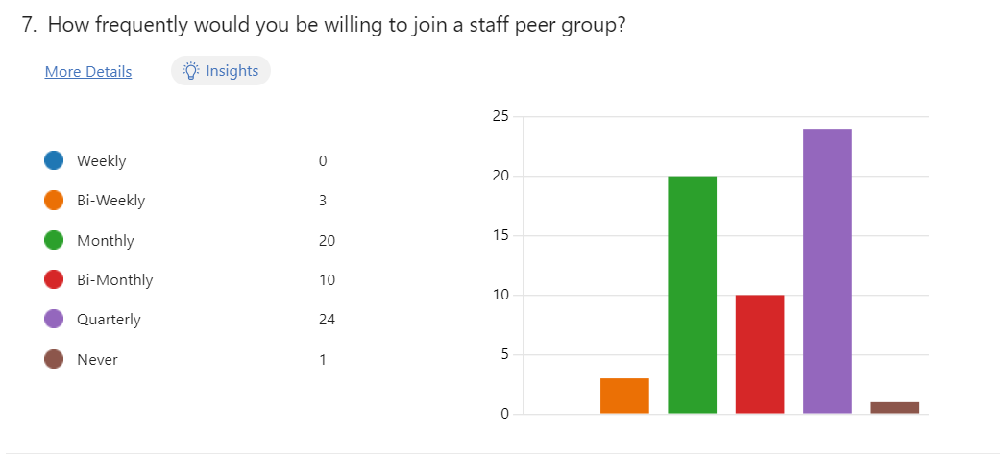 7. How frequently would you be willing to join a staff peer group?
More Details
Insights
Weekly 0
Bi-Weekly 3
Monthly 20
Bi-Monthly 10
Quarterly 24
Never 1
25
20
15
10
5
0